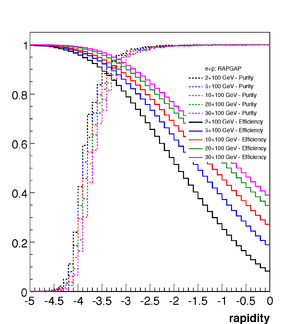 1
0.8
0.6
0.4
0.2
0
e+p: RAPGAP
2+100 GeV - Purity
5+100 GeV - Purity
10+100 GeV - Purity
20+100 GeV - Purity
30+100 GeV - Purity
2+100 GeV - Efficiency
5+100 GeV - Efficiency
10+100 GeV - Efficiency
20+100 GeV - Efficiency
30+100 GeV - Efficiency
-5 -4.5 -4 -3.5 -3 -2.5 -2 -1.5 -1 -0.5 0
rapidity